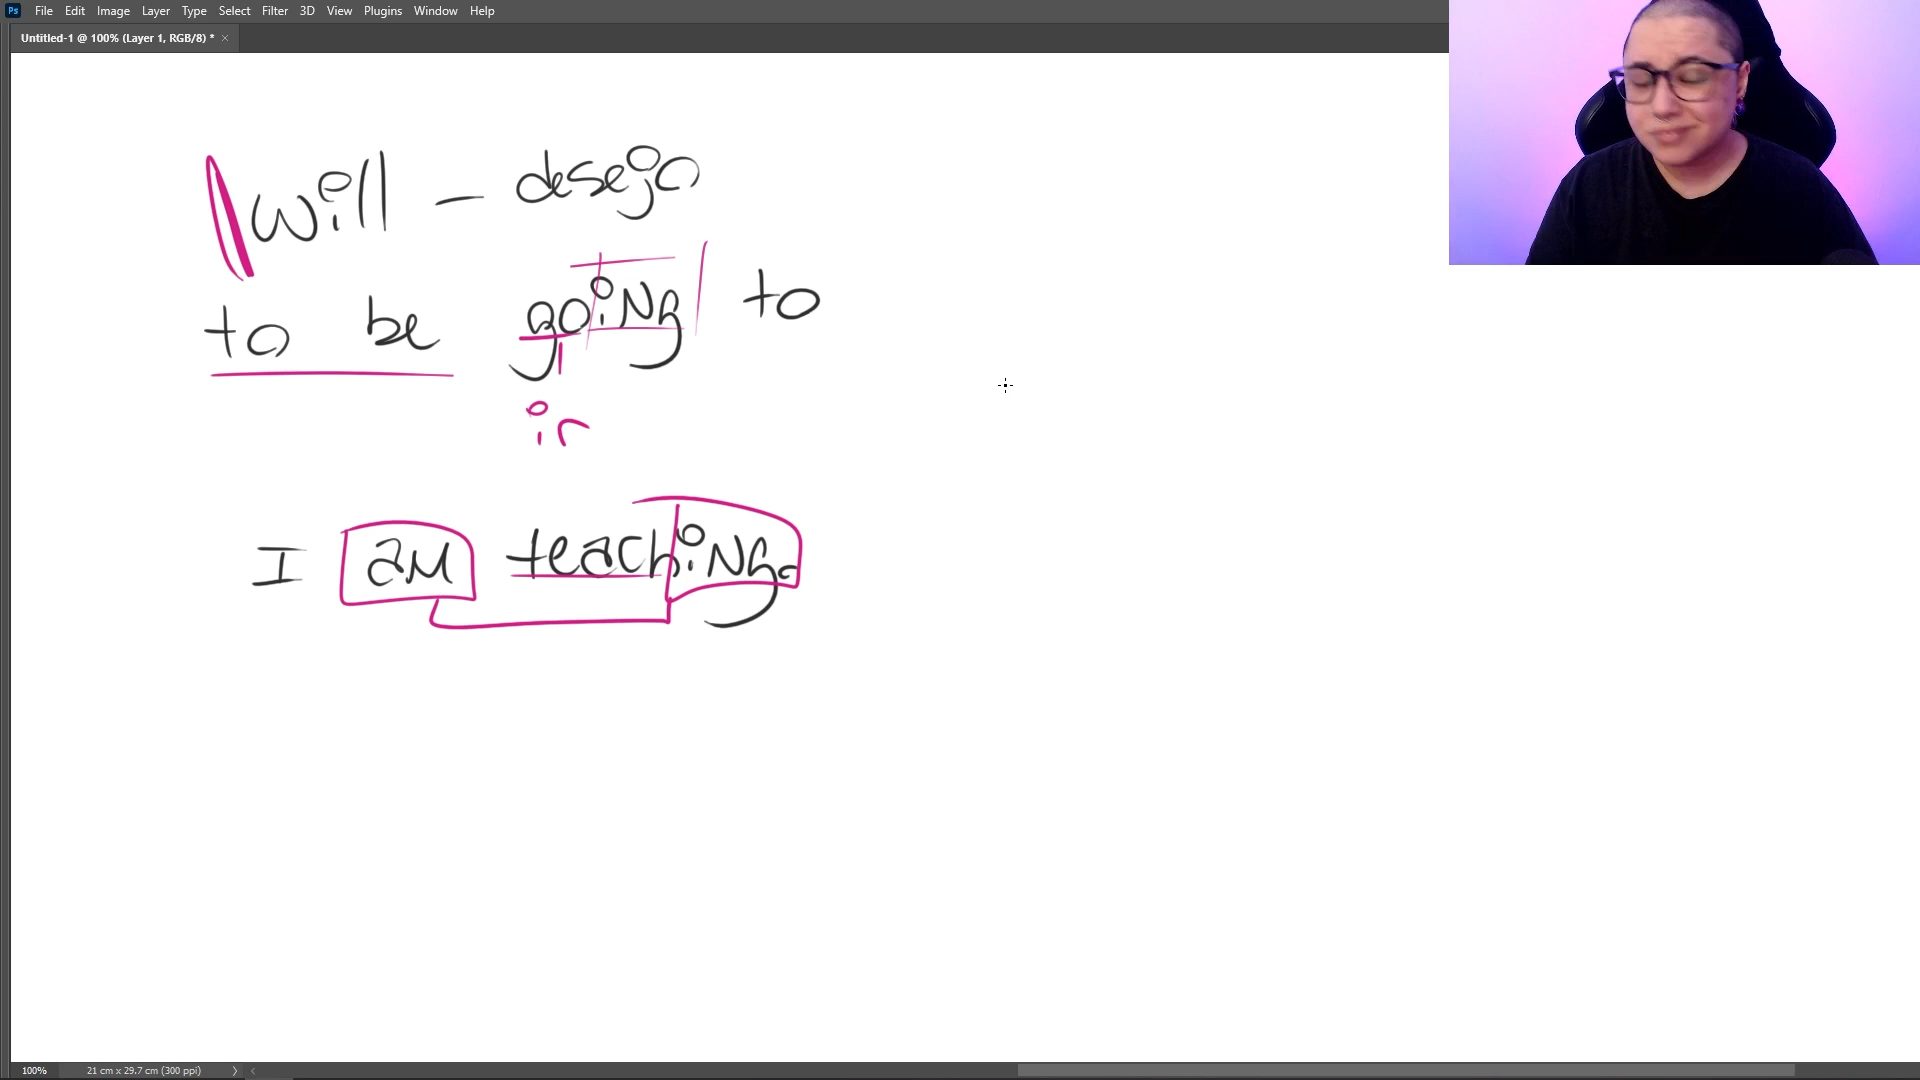 File Edit Image Layer Type Select Filter 3D View Plugins Window Help
Untitled-1 @ 100% (Layer 1, RGB/8) *
will - desejo
to be going to
ir
I am teaching.
100% 21 cm x 29.7 cm (300 ppi)